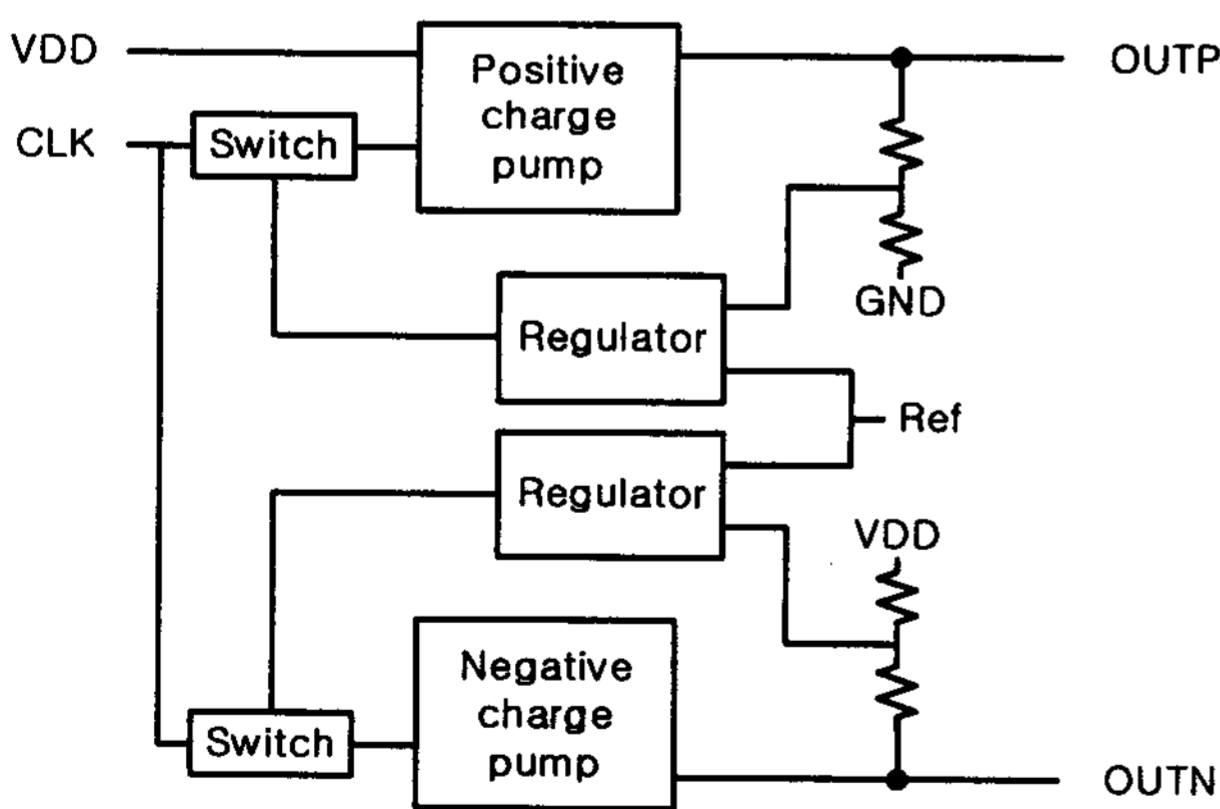 VDD
Positive
charge
pump
OUTP
CLK
Switch
GND
Regulator
Ref
Regulator
VDD
Negative
charge
pump
Switch
OUTN